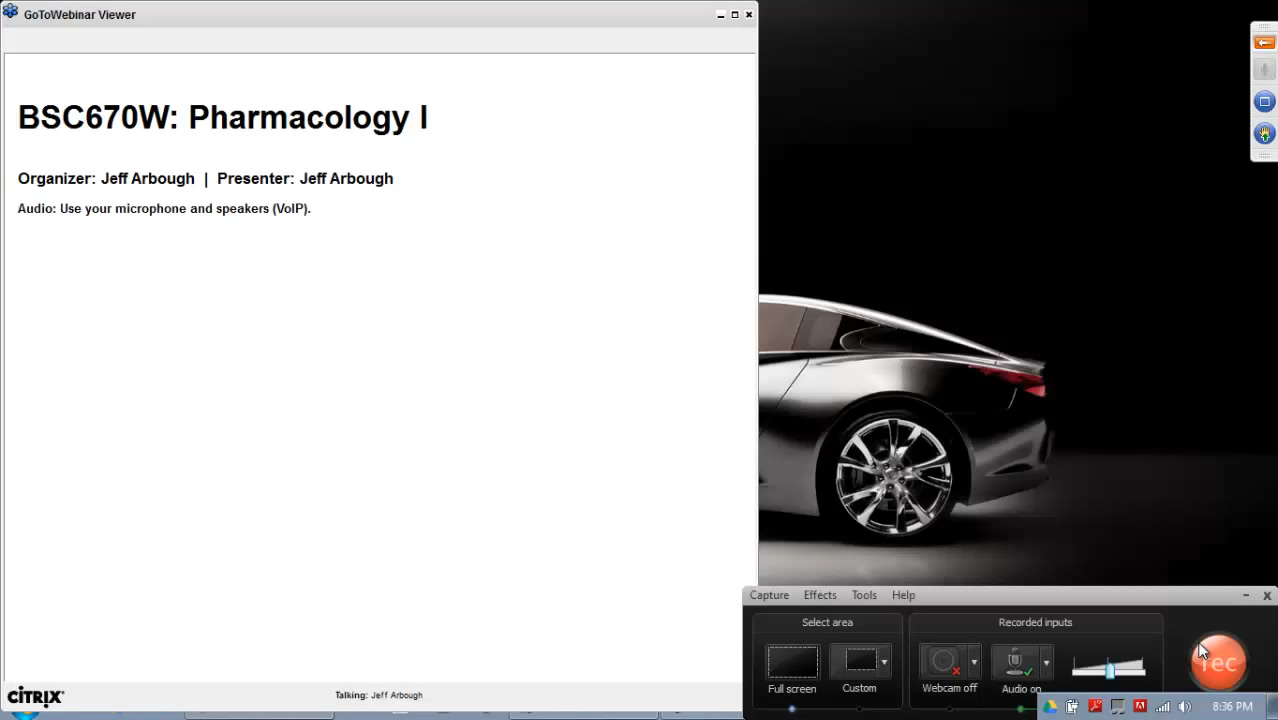 GoToWebinar Viewer
BSC670W: Pharmacology I
Organizer: Jeff Arbough | Presenter: Jeff Arbough
Audio: Use your microphone and speakers (VoIP).
Capture Effects Tools Help
Select area
Recorded inputs
Full screen
Custom
Webcam off
Audio on
rec
CITRIX
Talking: Jeff Arbough
8:36 PM